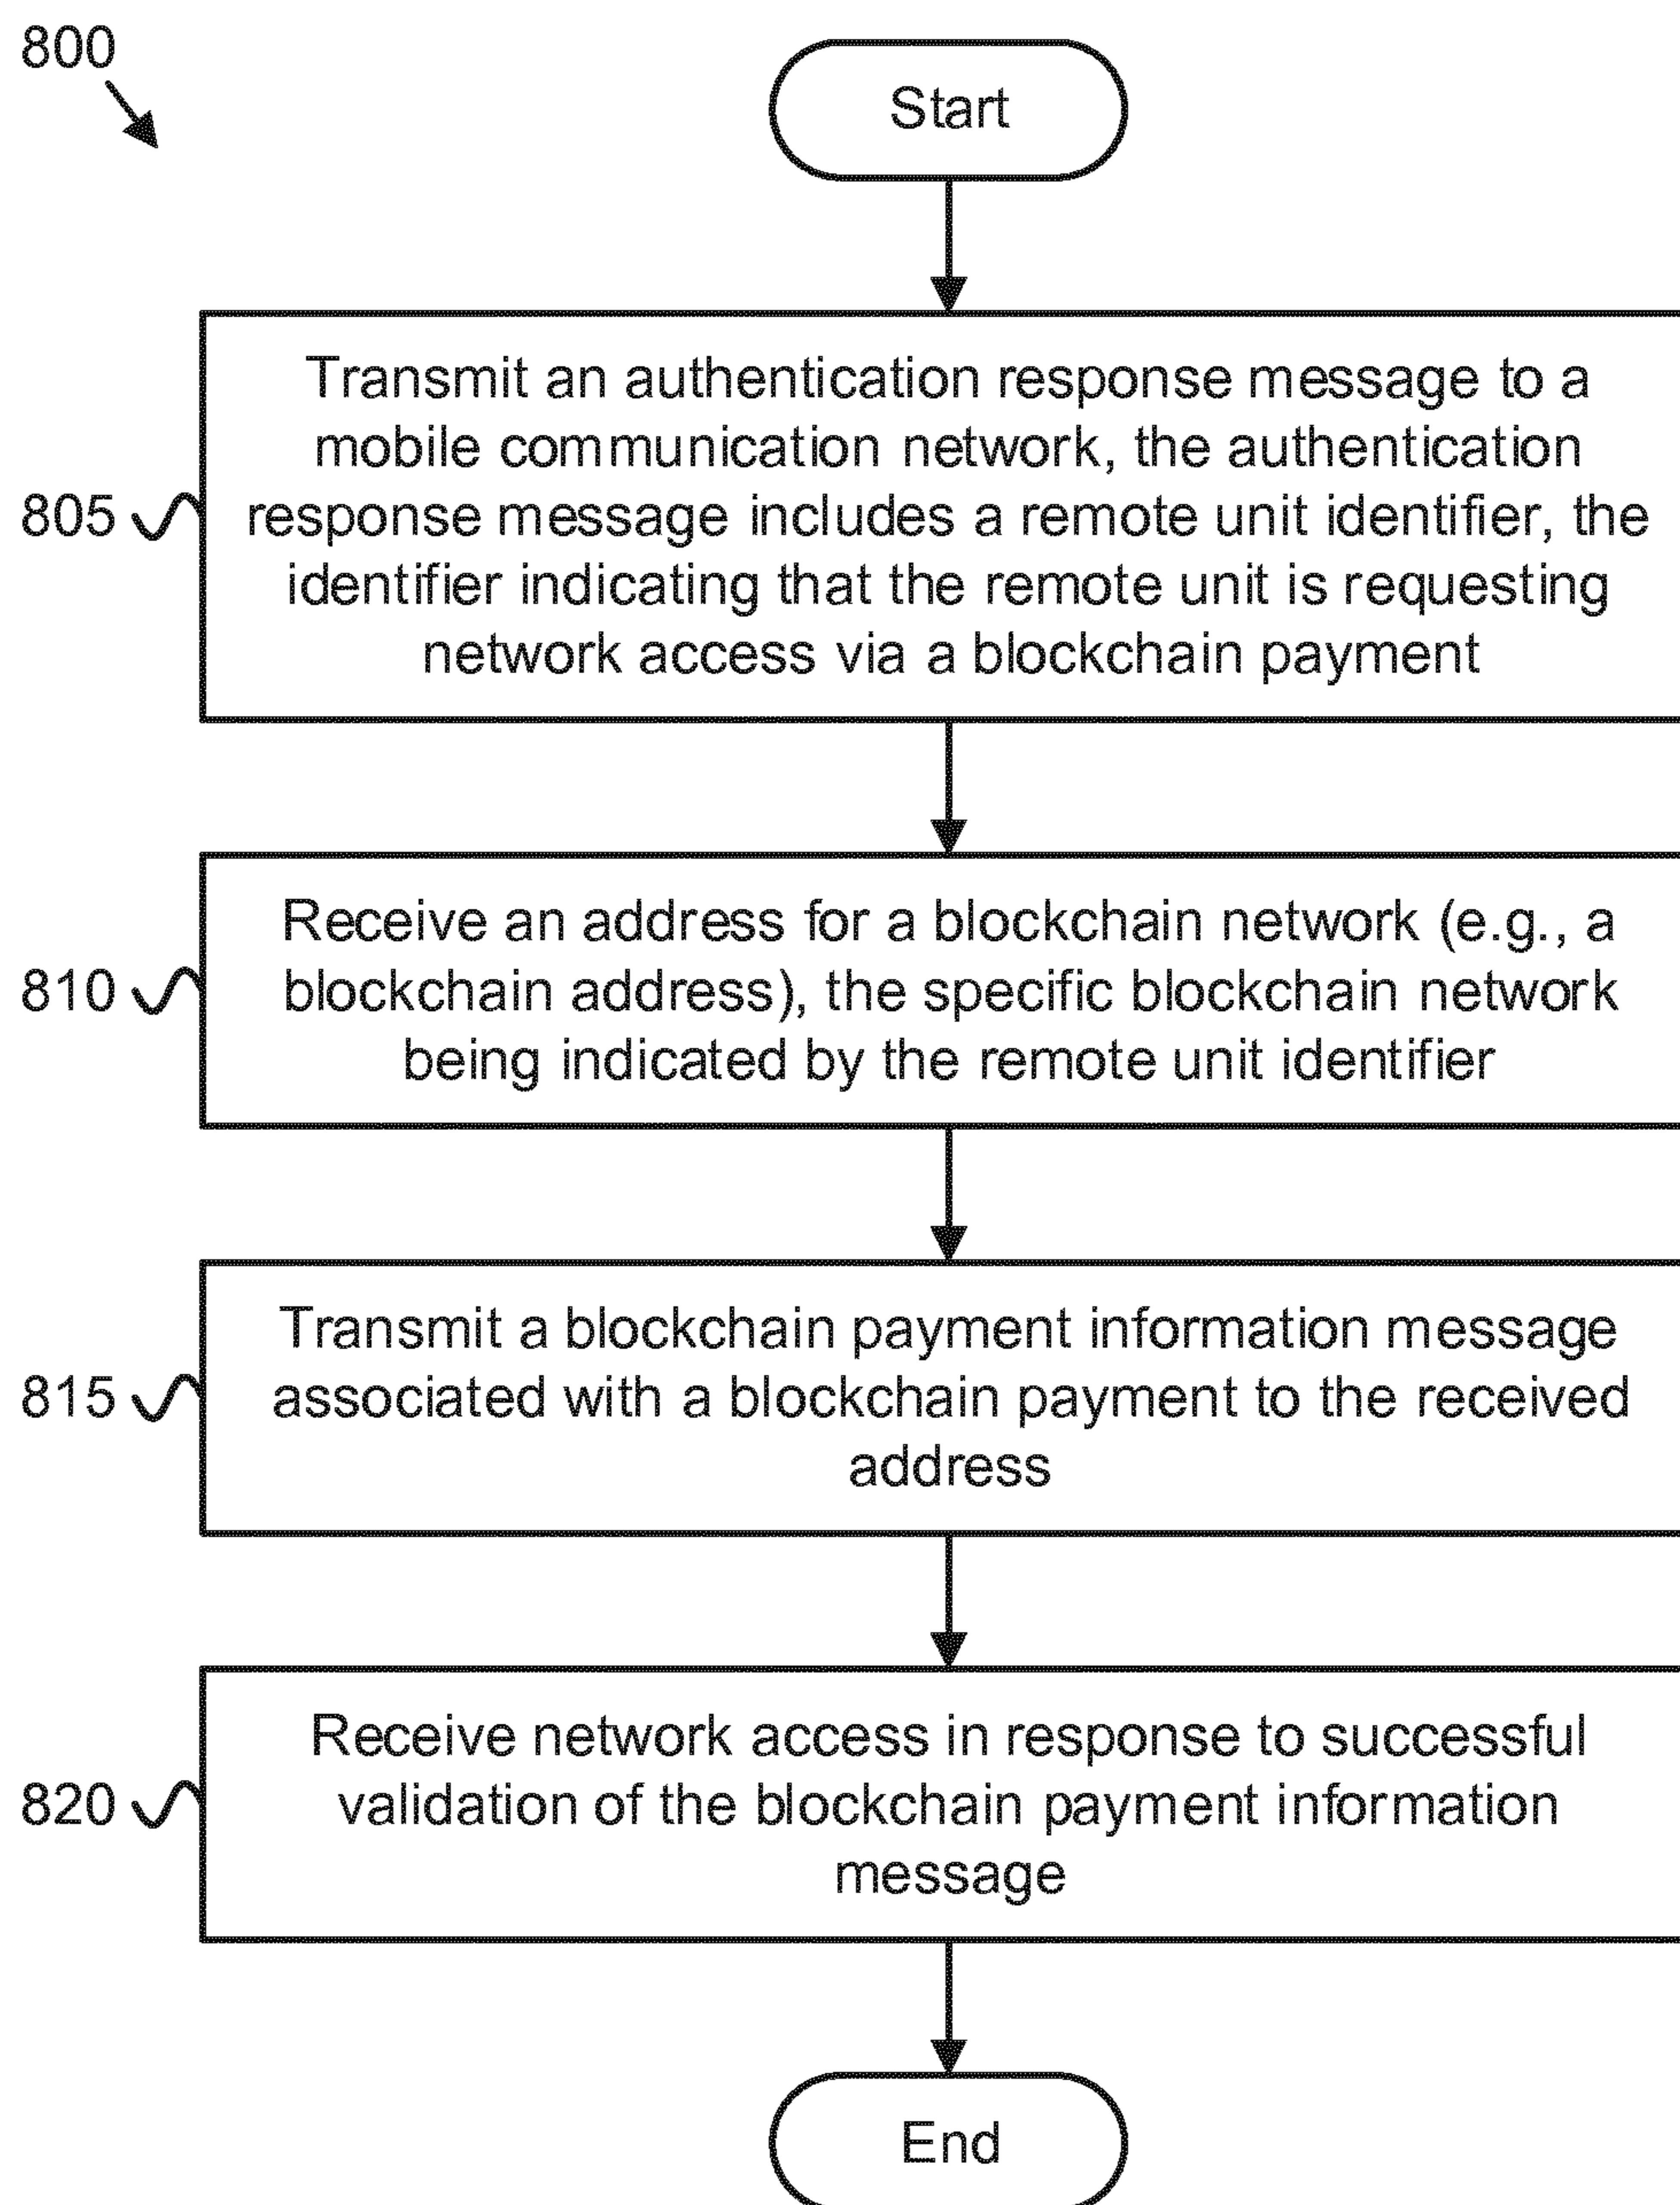 800
Start
Transmit an authentication response message to a
mobile communication network, the authentication
805 response message includes a remote unit identifier, the
identifier indicating that the remote unit is requesting
network access via a blockchain payment
Receive an address for a blockchain network (e.g., a
810 blockchain address), the specific blockchain network
being indicated by the remote unit identifier
Transmit a blockchain payment information message
815 associated with a blockchain payment to the received
address
Receive network access in response to successful
820 validation of the blockchain payment information
message
End